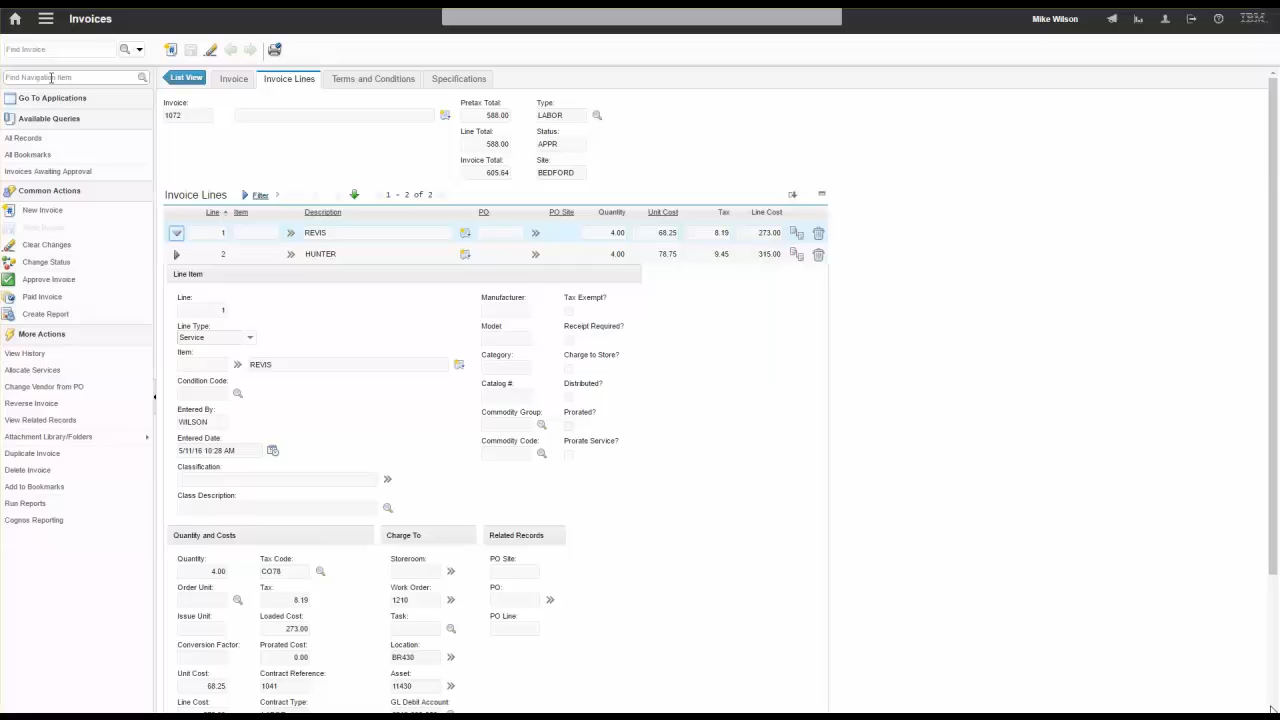 Invoices
Mike Wilson
IBM
Find Invoice
Find Navigation Item
Go To Applications
Available Queries
All Records
All Bookmarks
Invoices Awaiting Approval
Common Actions
New Invoice
Clear Changes
Change Status
Approve Invoice
Paid Invoice
Create Report
More Actions
View History
Allocate Services
Change Vendor from PO
Reverse Invoice
View Related Records
Attachment Library/Folders
Duplicate Invoice
Delete Invoice
Add to Bookmarks
Run Reports
Cognos Reporting
List View
Invoice
Invoice Lines
Terms and Conditions
Specifications
Invoice:
1072
Pretax Total:
588.00
Line Total:
588.00
Invoice Total:
605.64
Type:
LABOR
Status:
APPR
Site:
BEDFORD
Invoice Lines
Filter
1 - 2 of 2
Line Item Description PO PO Site Quantity Unit Cost Tax Line Cost
1 REVIS 4.00 68.25 8.19 273.00
2 HUNTER 4.00 78.75 9.45 315.00
Line Item
Line:
1
Line Type:
Service
Item:
REVIS
Condition Code:
Entered By:
WILSON
Entered Date:
5/11/16 10:28 AM
Classification:
Class Description:
Manufacturer:
Model:
Category:
Catalog #:
Commodity Group:
Commodity Code:
Tax Exempt?
Receipt Required?
Charge to Store?
Distributed?
Prorated?
Prorate Service?
Quantity and Costs
Quantity:
4.00
Order Unit:
Issue Unit:
Conversion Factor:
Unit Cost:
68.25
Line Cost:
Tax Code:
CO78
Tax:
8.19
Loaded Cost:
273.00
Prorated Cost:
0.00
Contract Reference:
1041
Contract Type:
Charge To
Storeroom:
Work Order:
1210
Task:
Location:
BR430
Asset:
11430
GL Debit Account:
Related Records
PO Site:
PO:
PO Line: